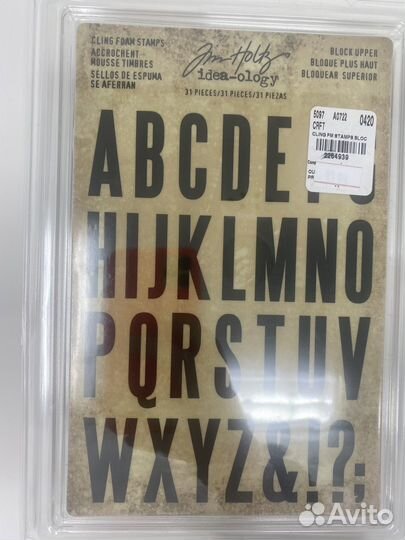 CLING FOAM STAMPS
ACCROCHENT
MOUSSE TIMBRES
SELLOS DE ESPUMA
SE AFERRAN
Tim Holtz
idea-ology
31 PIECES/31 PIECES/31 PIEZAS
BLOCK UPPER
BLOQUE PLUS HAUT
BLOQUEAR SUPERIOR
5097 A0722 0420
CRFT
CLING FM STAMPS BLOC
2264939
ABCDEFG
HIJKLMNO
PQRSTUV
WXYZ&!?;
Avito